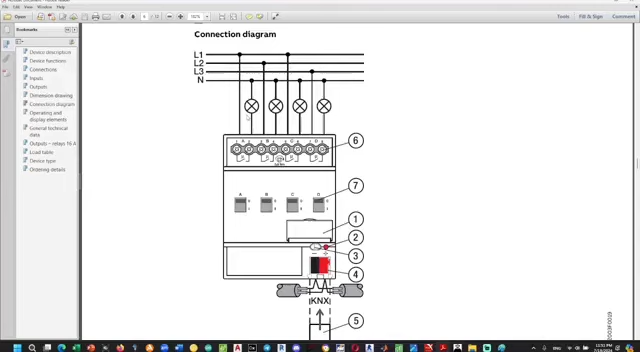 File Edit View Window Help
Open
Tools
Fill & Sign
Comment
Bookmarks
Device description
Device functions
Connections
Inputs
Outputs
Dimension drawing
Connection diagram
Operating and
display elements
General technical
data
Outputs - relays 16 A
Load table
Device type
Ordering details
Connection diagram
L1
L2
L3
N
6
A B C D
7
1
2
3
4
KNX
5